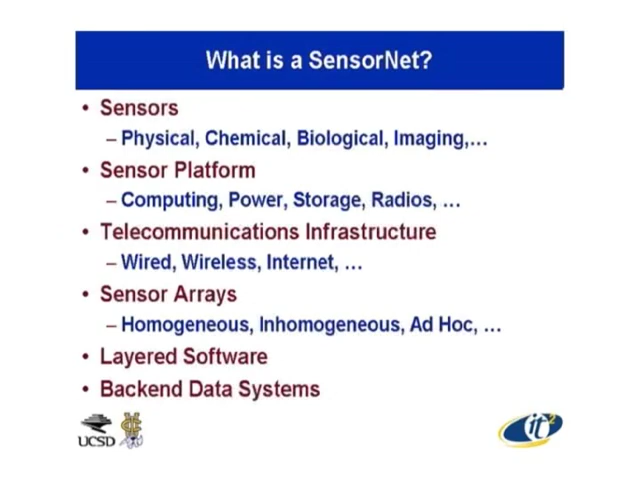 What is a SensorNet?
• Sensors
– Physical, Chemical, Biological, Imaging,…
• Sensor Platform
– Computing, Power, Storage, Radios, …
• Telecommunications Infrastructure
– Wired, Wireless, Internet, …
• Sensor Arrays
– Homogeneous, Inhomogeneous, Ad Hoc, …
• Layered Software
• Backend Data Systems
UCSD
it2